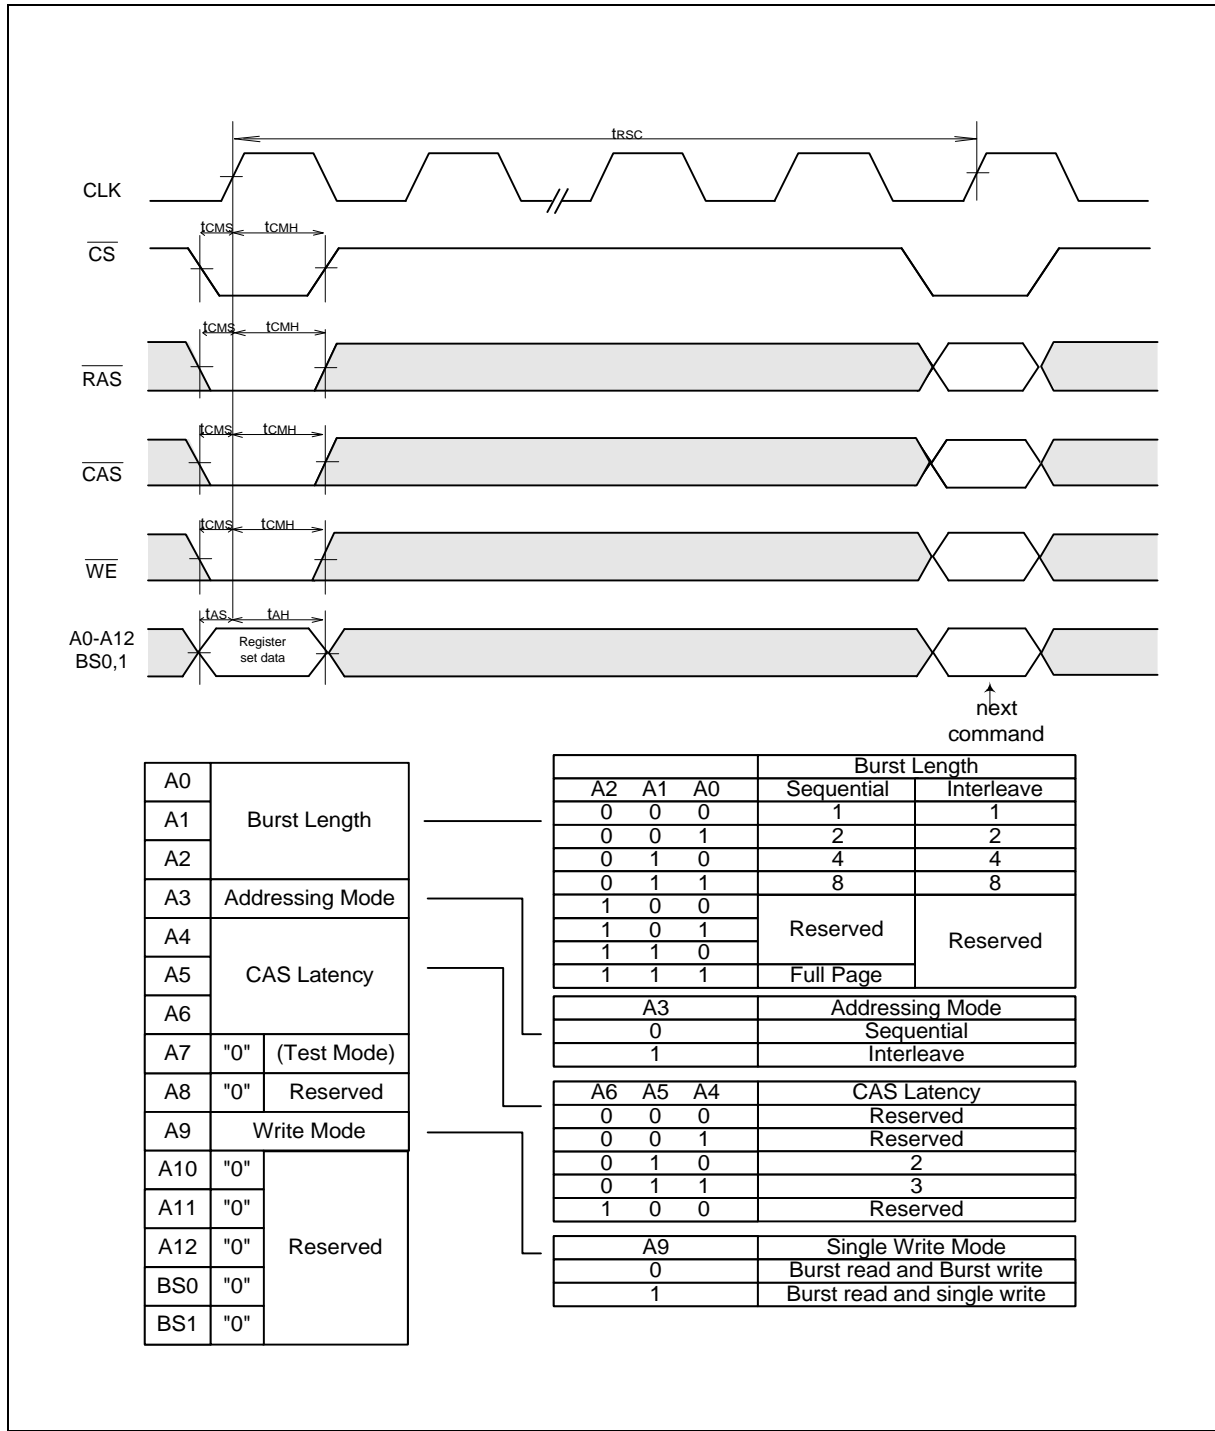 tRSC
CLK
tCMS tCMH
CS
tCMS tCMH
RAS
tCMS tCMH
CAS
tCMS tCMH
WE
tAS tAH
A0-A12
BS0,1
Register
set data
next
command
A0
A1 Burst Length
A2
A3 Addressing Mode
A4
A5 CAS Latency
A6
A7 "0" (Test Mode)
A8 "0" Reserved
A9 Write Mode
A10 "0"
A11 "0"
A12 "0" Reserved
BS0 "0"
BS1 "0"
Burst Length
A2 A1 A0 Sequential Interleave
0 0 0 1 1
0 0 1 2 2
0 1 0 4 4
0 1 1 8 8
1 0 0
1 0 1 Reserved Reserved
1 1 0
1 1 1 Full Page
A3 Addressing Mode
0 Sequential
1 Interleave
A6 A5 A4 CAS Latency
0 0 0 Reserved
0 0 1 Reserved
0 1 0 2
0 1 1 3
1 0 0 Reserved
A9 Single Write Mode
0 Burst read and Burst write
1 Burst read and single write